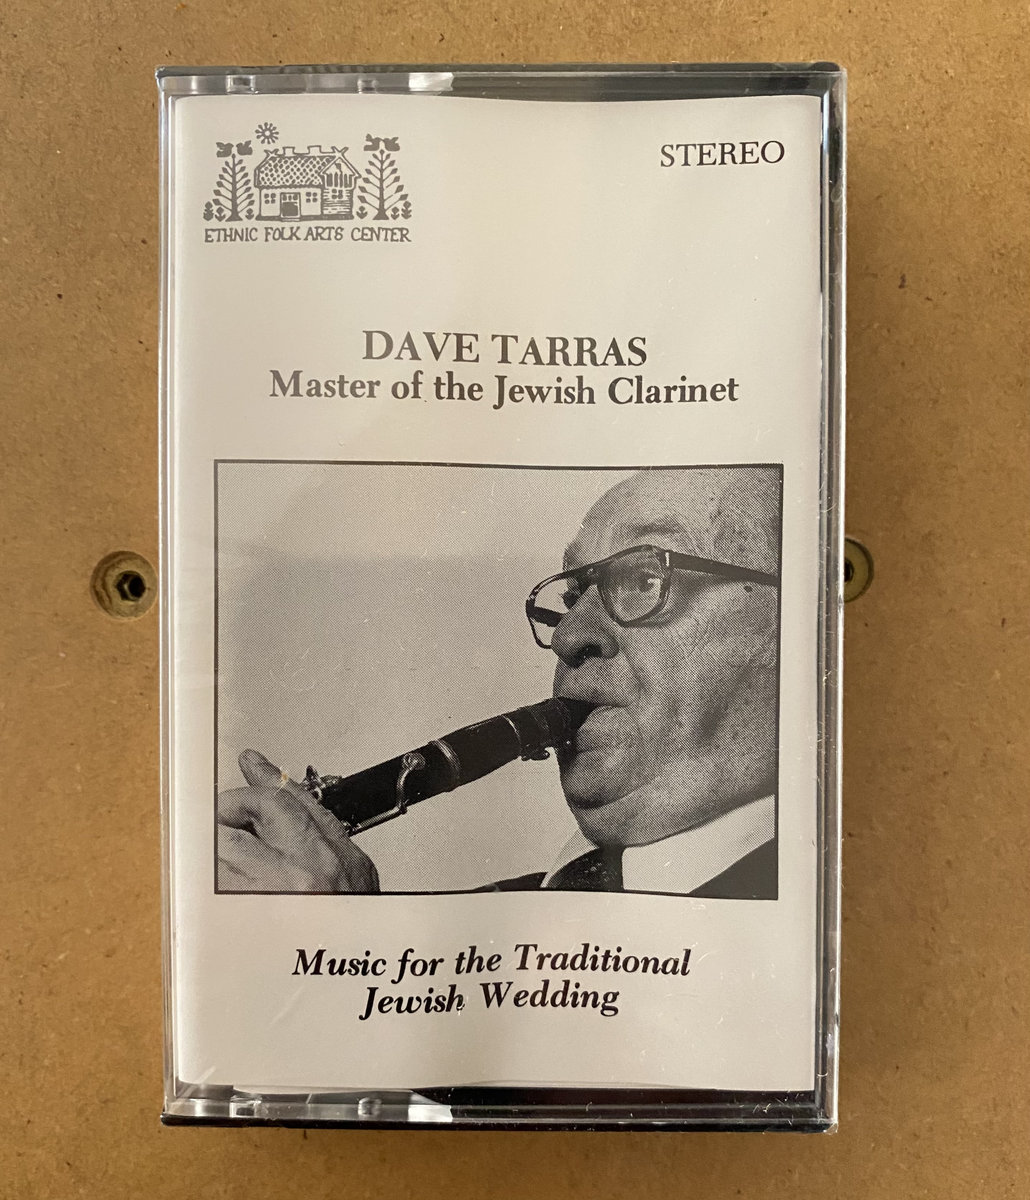 ETHNIC FOLK ARTS CENTER
STEREO
DAVE TARRAS
Master of the Jewish Clarinet
Music for the Traditional
Jewish Wedding